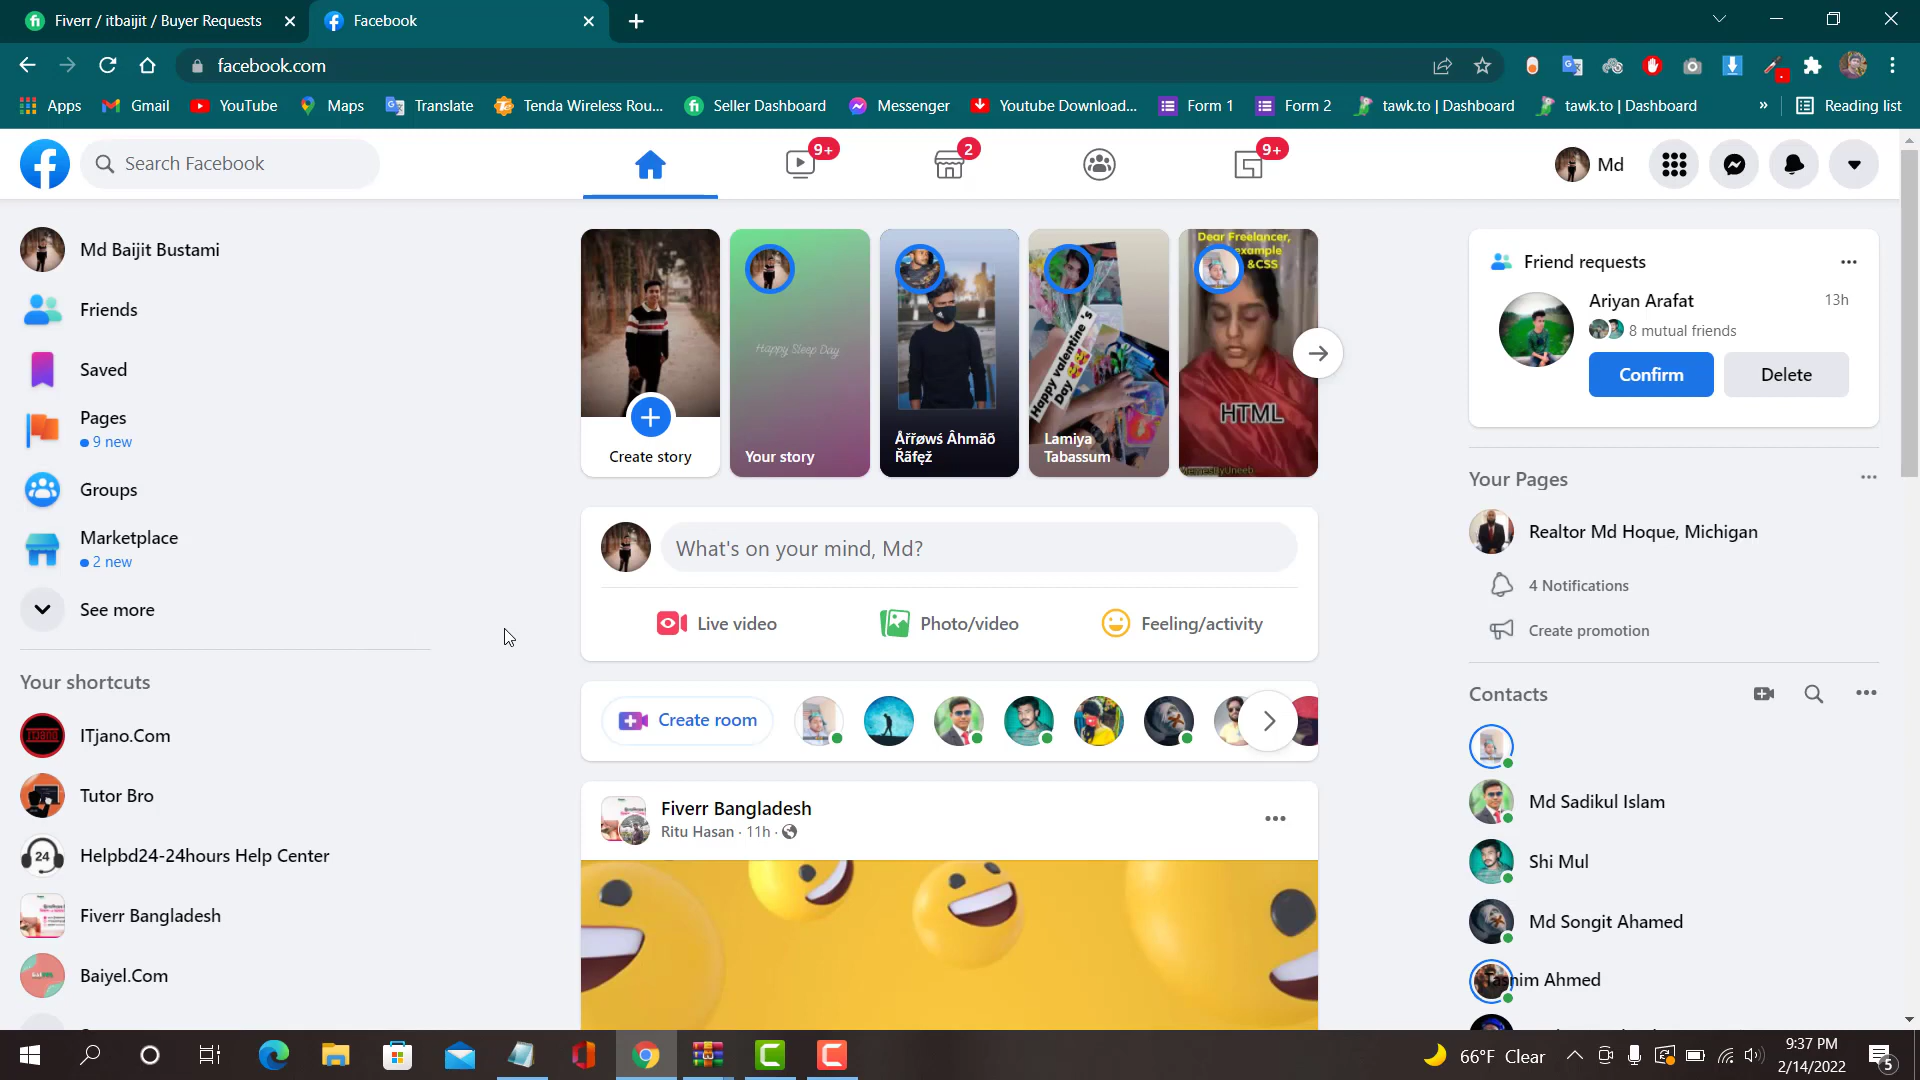 Fiverr / itbaijit / Buyer Requests
Facebook
facebook.com
Apps
Gmail
YouTube
Maps
Translate
Tenda Wireless Rou...
Seller Dashboard
Messenger
Youtube Download...
Form 1
Form 2
tawk.to | Dashboard
tawk.to | Dashboard
»
Reading list
Search Facebook
9+
2
9+
Md
Md Baijit Bustami
Friends
Saved
Pages
9 new
Groups
Marketplace
2 new
See more
Your shortcuts
ITjano.Com
Tutor Bro
Helpbd24-24hours Help Center
Fiverr Bangladesh
Baiyel.Com
Create story
Happy Sleep Day
Your story
Åřřøwś Âhmãõ
Řãfęž
Happy valentine's
Day
Lamiya
Tabassum
Dear Freelancer,
example
&CSS
HTML
What's on your mind, Md?
Live video
Photo/video
Feeling/activity
Create room
Fiverr Bangladesh
Ritu Hasan · 11h ·
Friend requests
Ariyan Arafat
13h
8 mutual friends
Confirm
Delete
Your Pages
Realtor Md Hoque, Michigan
4 Notifications
Create promotion
Contacts
Md Sadikul Islam
Shi Mul
Md Songit Ahamed
Tasnim Ahmed
66°F Clear
9:37 PM
2/14/2022
5